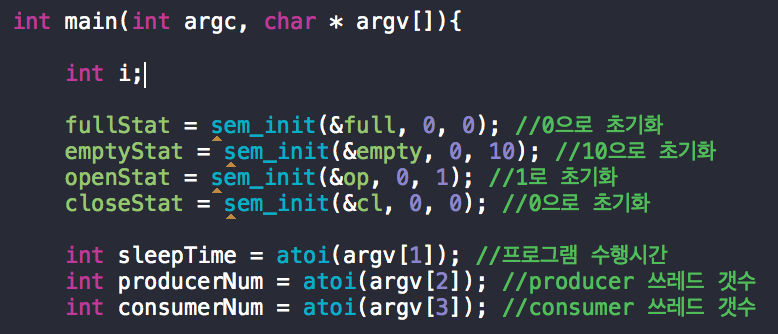 int main(int argc, char * argv[]){
int i;
fullStat = sem_init(&full, 0, 0); //0으로 초기화
emptyStat = sem_init(&empty, 0, 10); //10으로 초기화
openStat = sem_init(&op, 0, 1); //1로 초기화
closeStat = sem_init(&cl, 0, 0); //0으로 초기화
int sleepTime = atoi(argv[1]); //프로그램 수행시간
int producerNum = atoi(argv[2]); //producer 쓰레드 갯수
int consumerNum = atoi(argv[3]); //consumer 쓰레드 갯수